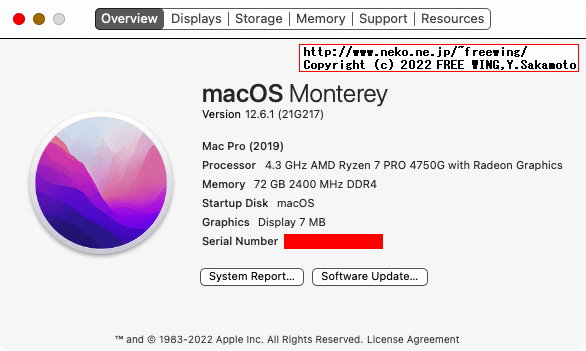 Overview Displays Storage Memory Support Resources
http://www.neko.ne.jp/~freewing/
Copyright (c) 2022 FREE WING,Y.Sakamoto
macOS Monterey
Version 12.6.1 (21G217)
Mac Pro (2019)
Processor 4.3 GHz AMD Ryzen 7 PRO 4750G with Radeon Graphics
Memory 72 GB 2400 MHz DDR4
Startup Disk macOS
Graphics Display 7 MB
Serial Number
System Report... Software Update...
™ and © 1983-2022 Apple Inc. All Rights Reserved. License Agreement